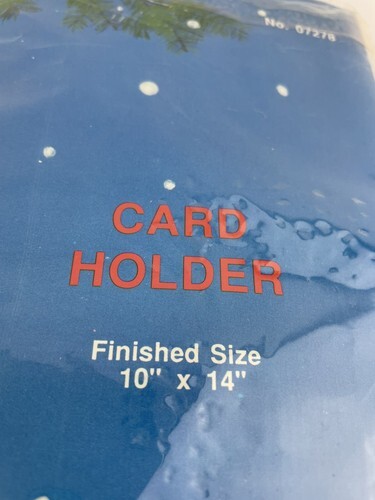 No. 07278
CARD
HOLDER
Finished Size
10" x 14"